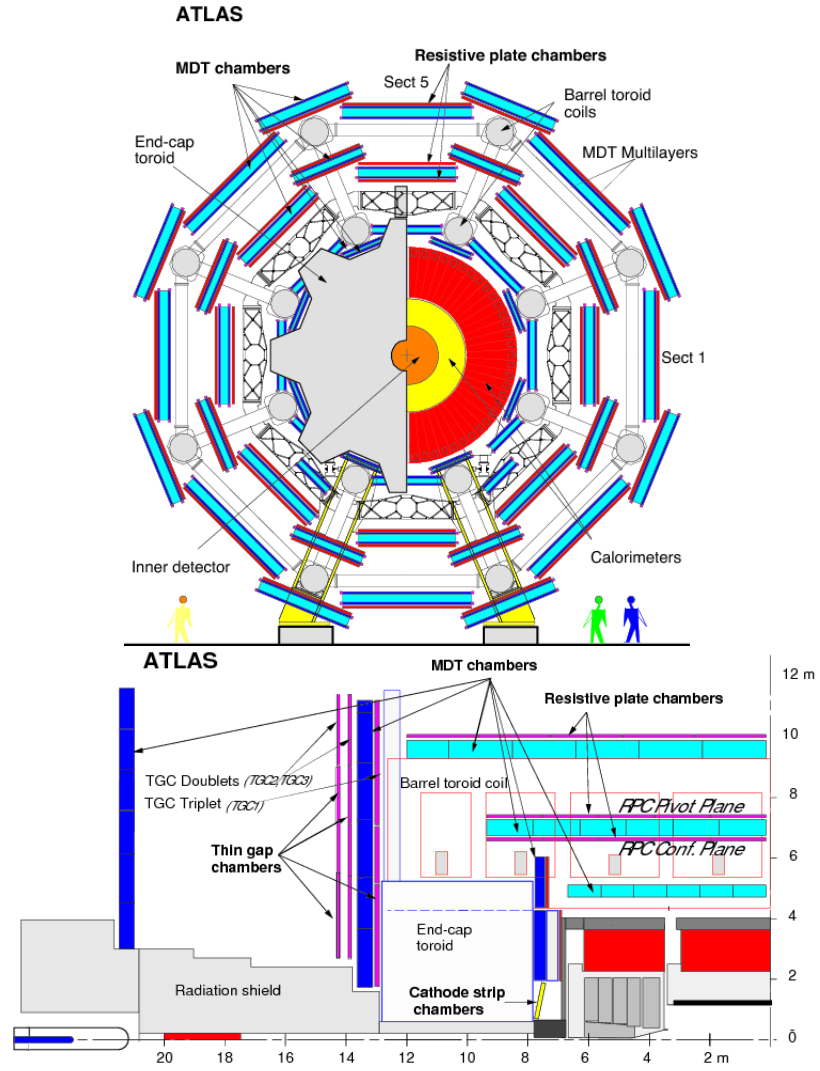 ATLAS
Resistive plate chambers
MDT chambers
Sect 5
Barrel toroid
coils
End-cap
toroid
MDT Multilayers
Sect 1
Inner detector
Calorimeters
ATLAS
MDT chambers
12 m
Resistive plate chambers
10
TGC Doublets (TGC2,TGC3)
Barrel toroid coil
8
TGC Triplet (TGC1)
RPC Pivot Plane
Thin gap
chambers
RPC Conf. Plane
6
4
End-cap
toroid
Radiation shield
Cathode strip
chambers
2
0
20 18 16 14 12 10 8 6 4 2 m